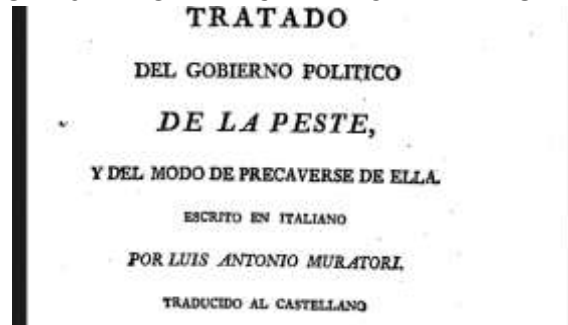 TRATADO
DEL GOBIERNO POLITICO
DE LA PESTE,
Y DEL MODO DE PRECAVERSE DE ELLA.
ESCRITO EN ITALIANO
POR LUIS ANTONIO MURATORI.
TRADUCIDO AL CASTELLANO